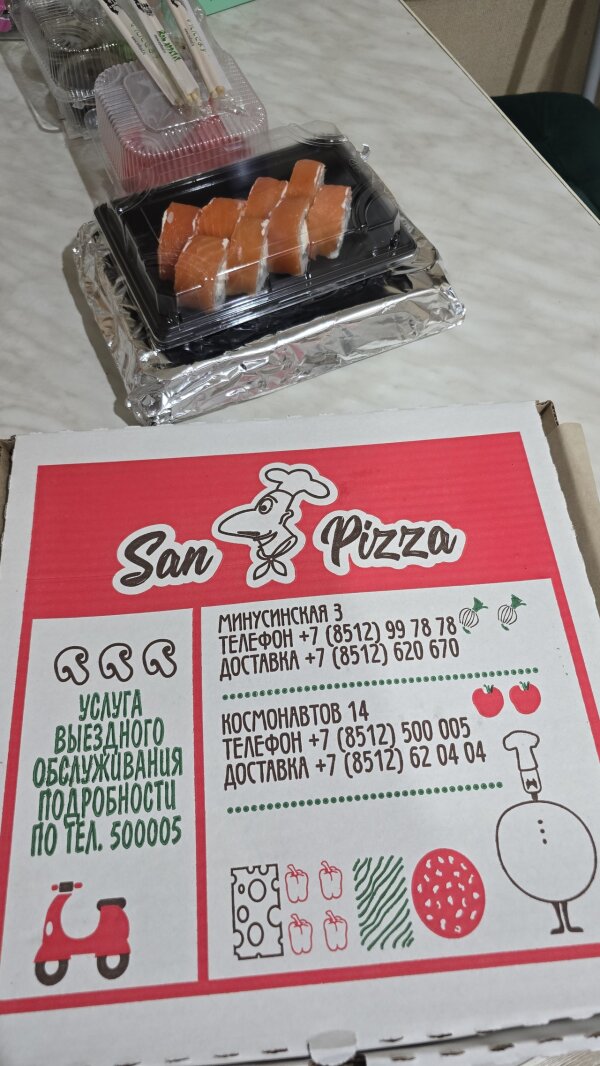 San Pizza
МИНУСИНСКАЯ 3
ТЕЛЕФОН +7 (8512) 99 78 78
ДОСТАВКА +7 (8512) 620 670
КОСМОНАВТОВ 14
ТЕЛЕФОН +7 (8512) 500 005
ДОСТАВКА +7 (8512) 62 04 04
УСЛУГА
ВЫЕЗДНОГО
ОБСЛУЖИВАНИЯ
ПОДРОБНОСТИ
ПО ТЕЛ. 500005